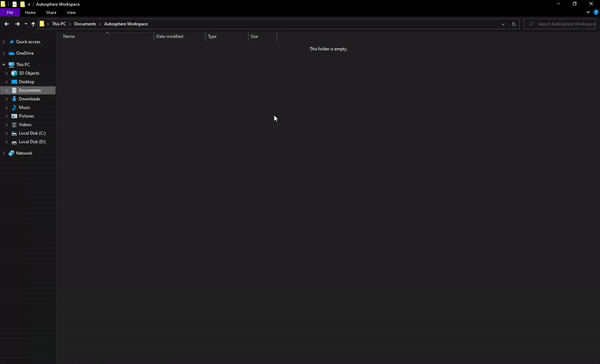 Autosphere Workspace
File Home Share View
This PC Documents Autosphere Workspace
Search Autosphere Workspace
Name Date modified Type Size
This folder is empty.
Quick access
OneDrive
This PC
3D Objects
Desktop
Documents
Downloads
Music
Pictures
Videos
Local Disk (C:)
Local Disk (D:)
Network